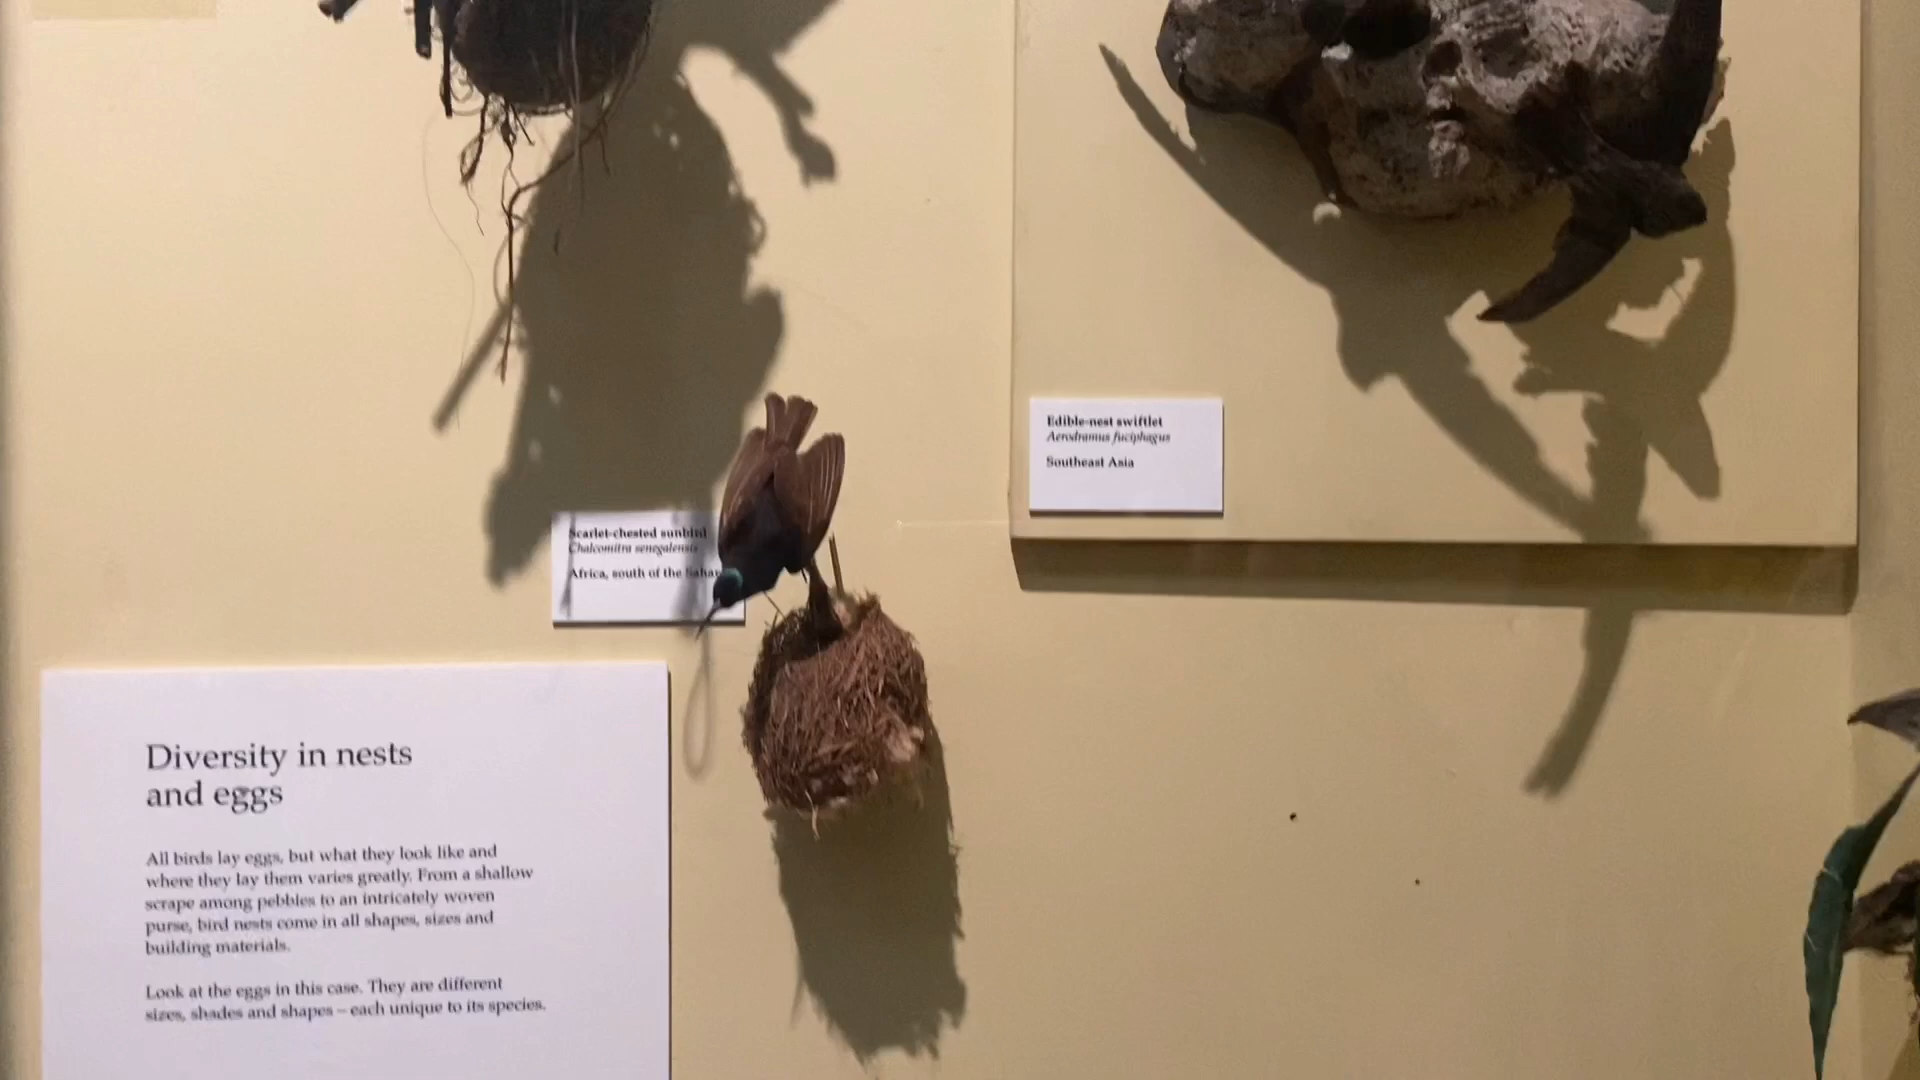 Edible-nest swiftlet
Aerodramus fuciphagus
Southeast Asia
Scarlet-chested sunbird
Chalcomitra senegalensis
Africa, south of the
Diversity in nests
and eggs
All birds lay eggs, but what they look like and
where they lay them varies greatly. From a shallow
scrape among pebbles to an intricately woven
purse, bird nests come in all shapes, sizes and
building materials.
Look at the eggs in this case. They are different
sizes, shades and shapes – each unique to its species.